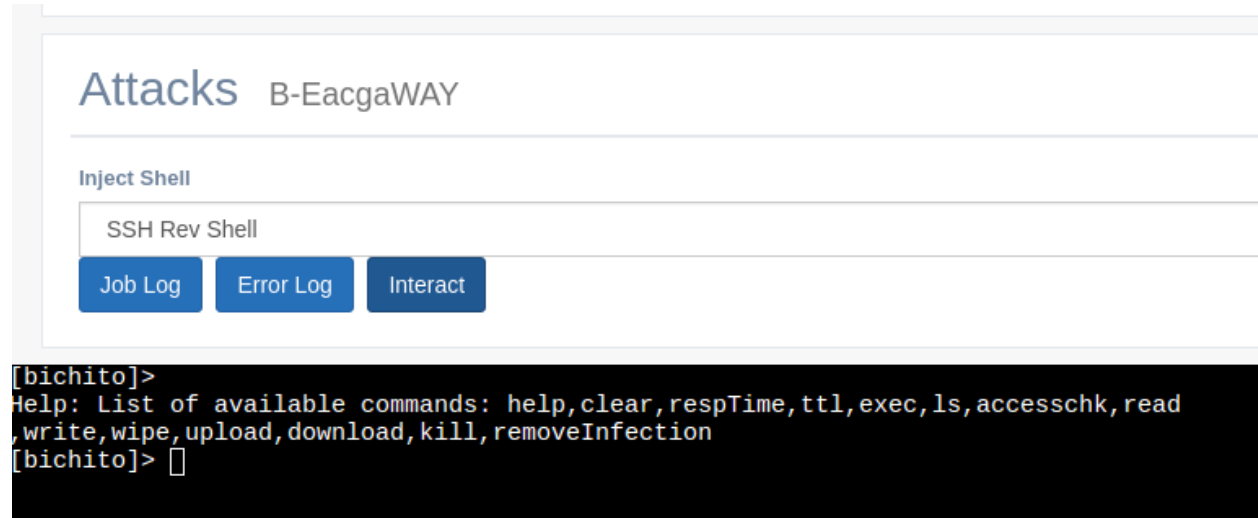 Attacks B-EacgaWAY
Inject Shell
SSH Rev Shell
Job Log Error Log Interact
[bichito]>
Help: List of available commands: help,clear,respTime,ttl,exec,ls,accesschk,read
,write,wipe,upload,download,kill,removeInfection
[bichito]>